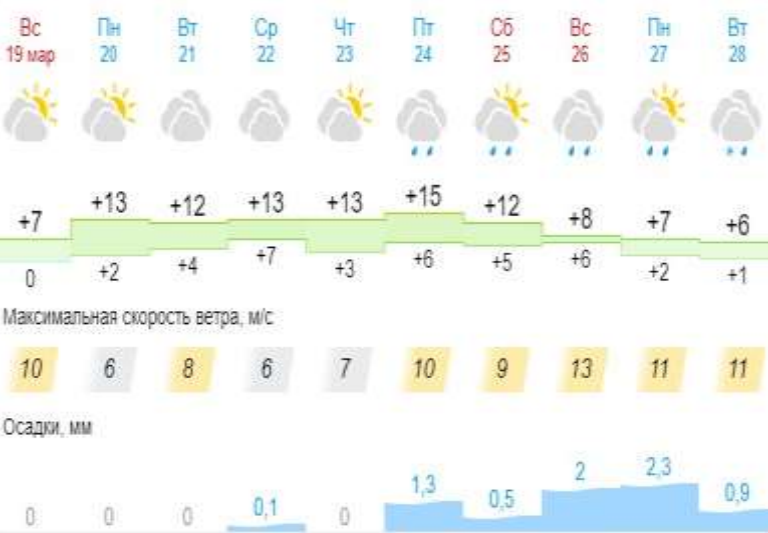 Вс Пн Вт Ср Чт Пт Сб Вс Пн Вт
19 мар 20 21 22 23 24 25 26 27 28
+7 +13 +12 +13 +13 +15 +12 +8 +7 +6
0 +2 +4 +7 +3 +6 +5 +6 +2 +1
Максимальная скорость ветра, м/с
10 6 8 6 7 10 9 13 11 11
Осадки, мм
0 0 0 0,1 0 1,3 0,5 2 2,3 0,9